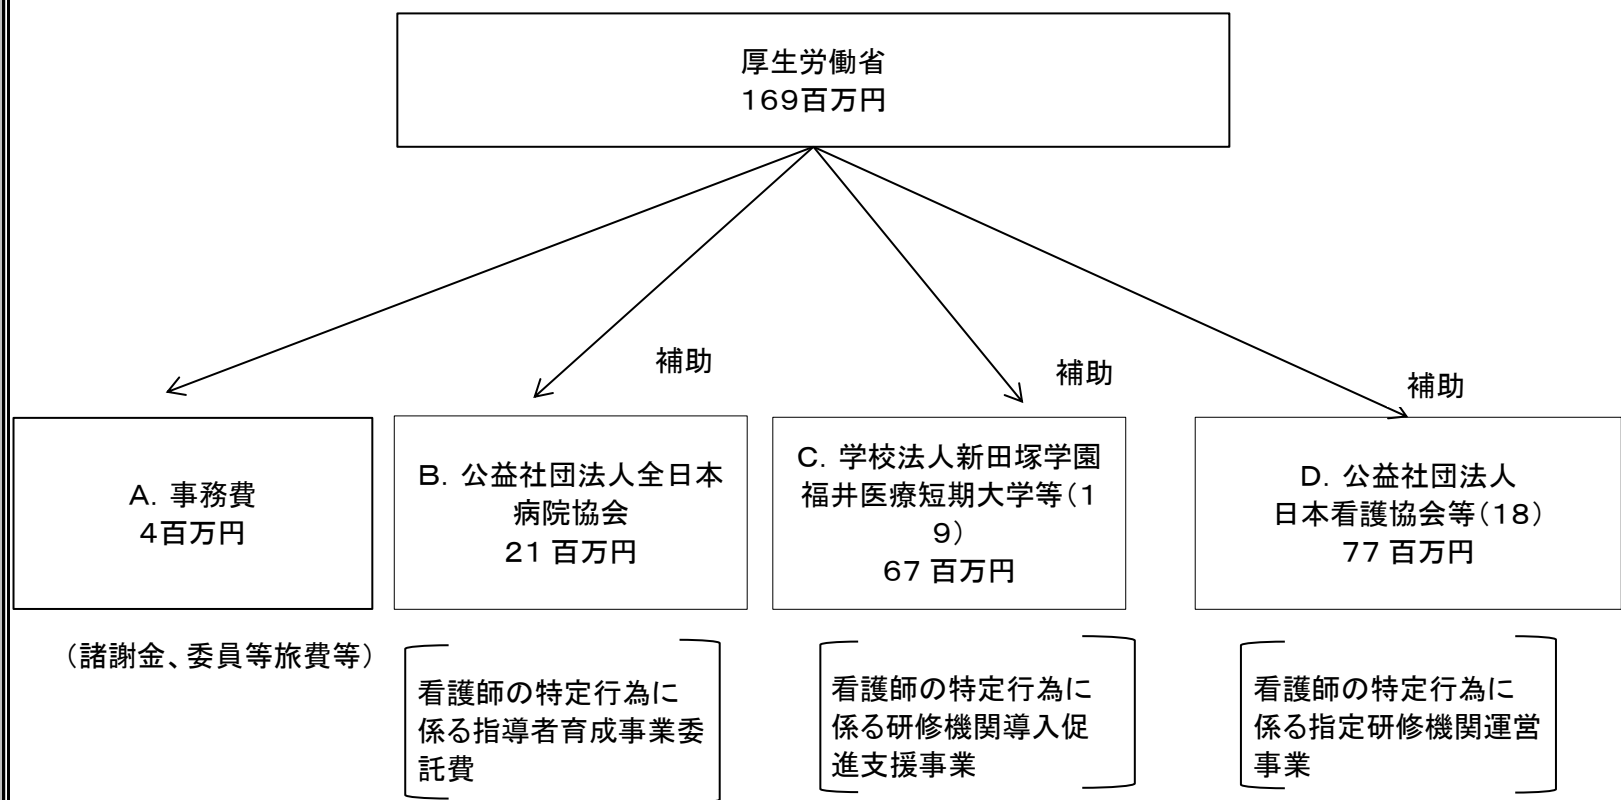 厚生労働省
169百万円
補助
補助
補助
A. 事務費
4百万円
B. 公益社団法人全日本
病院協会
21 百万円
C. 学校法人新田塚学園
福井医療短期大学等(1
9)
67 百万円
D. 公益社団法人
日本看護協会等(18)
77 百万円
(諸謝金、委員等旅費等)
看護師の特定行為に
係る指導者育成事業委
託費
看護師の特定行為に
係る研修機関導入促
進支援事業
看護師の特定行為に
係る指定研修機関運営
事業